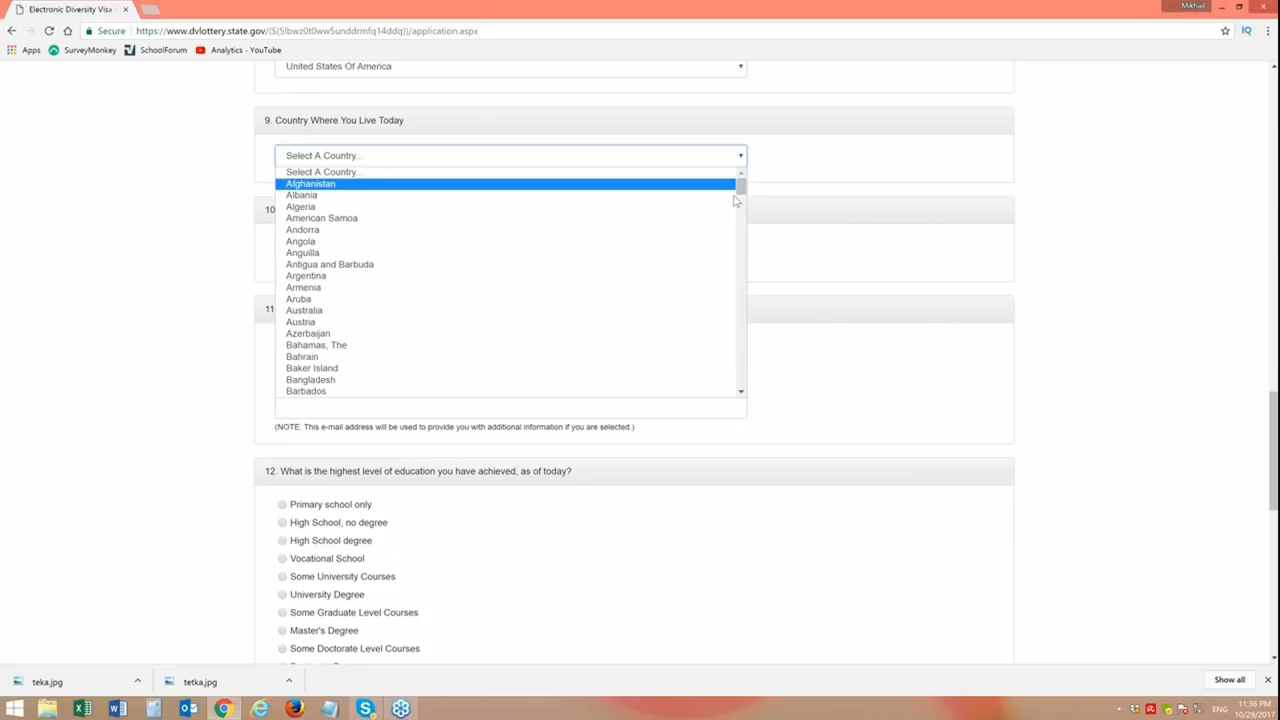 Electronic Diversity Visa
Mikhail
Secure
https://www.dvlottery.state.gov/(S(5lbwz0t0ww5unddrmfq14ddq))/application.aspx
Apps
SurveyMonkey
SchoolForum
Analytics - YouTube
United States Of America
9. Country Where You Live Today
Select A Country...
Select A Country...
Afghanistan
Albania
Algeria
American Samoa
Andorra
Angola
Anguilla
Antigua and Barbuda
Argentina
Armenia
Aruba
Australia
Austria
Azerbaijan
Bahamas, The
Bahrain
Baker Island
Bangladesh
Barbados
10
11
(NOTE: This e-mail address will be used to provide you with additional information if you are selected.)
12. What is the highest level of education you have achieved, as of today?
Primary school only
High School, no degree
High School degree
Vocational School
Some University Courses
University Degree
Some Graduate Level Courses
Master's Degree
Some Doctorate Level Courses
teka.jpg
tetka.jpg
Show all
ENG
11:36 PM
10/29/2017